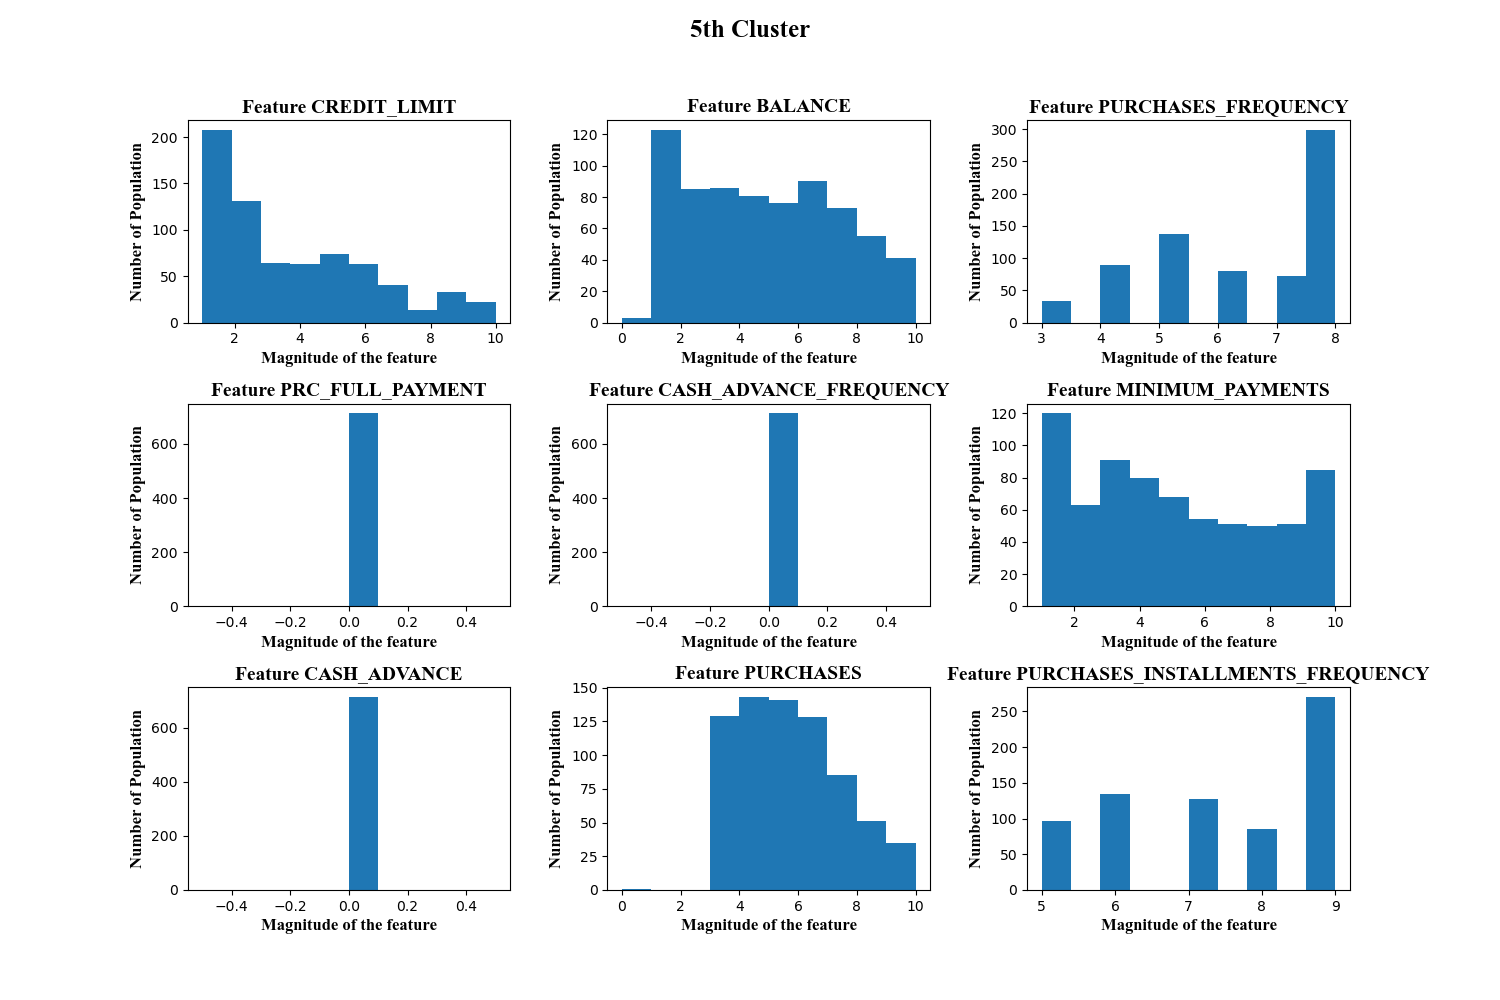 5th Cluster
Feature CREDIT_LIMIT
Number of Population
200
150
100
50
0
2 4 6 8 10
Magnitude of the feature
Feature BALANCE
Number of Population
120
100
80
60
40
20
0
0 2 4 6 8 10
Magnitude of the feature
Feature PURCHASES_FREQUENCY
Number of Population
300
250
200
150
100
50
0
3 4 5 6 7 8
Magnitude of the feature
Feature PRC_FULL_PAYMENT
Number of Population
600
400
200
0
−0.4 −0.2 0.0 0.2 0.4
Magnitude of the feature
Feature CASH_ADVANCE_FREQUENCY
Number of Population
600
400
200
0
−0.4 −0.2 0.0 0.2 0.4
Magnitude of the feature
Feature MINIMUM_PAYMENTS
Number of Population
120
100
80
60
40
20
0
2 4 6 8 10
Magnitude of the feature
Feature CASH_ADVANCE
Number of Population
600
400
200
0
−0.4 −0.2 0.0 0.2 0.4
Magnitude of the feature
Feature PURCHASES
Number of Population
150
125
100
75
50
25
0
0 2 4 6 8 10
Magnitude of the feature
Feature PURCHASES_INSTALLMENTS_FREQUENCY
Number of Population
250
200
150
100
50
0
5 6 7 8 9
Magnitude of the feature